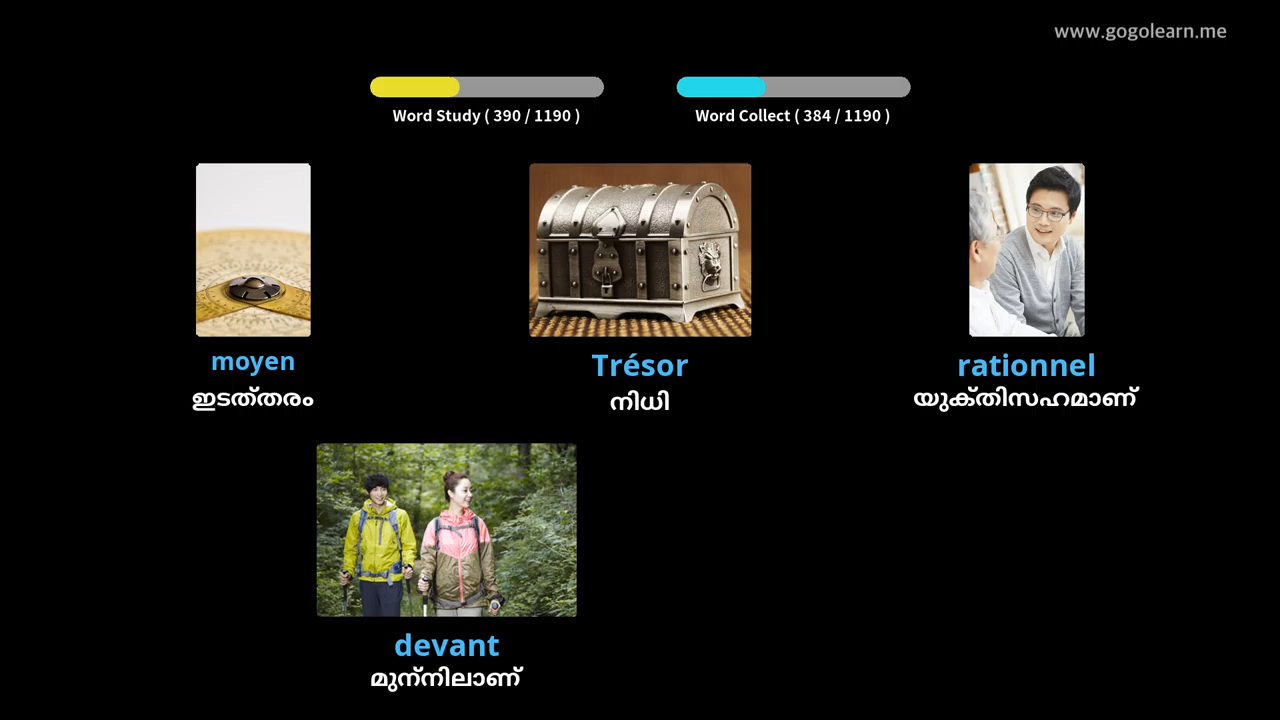 www.gogolearn.me
Word Study ( 390 / 1190 )
Word Collect ( 384 / 1190 )
moyen
ഇടത്തരം
Trésor
നിധി
rationnel
യുക്തിസഹമാണ്
devant
മുന്നിലാണ്